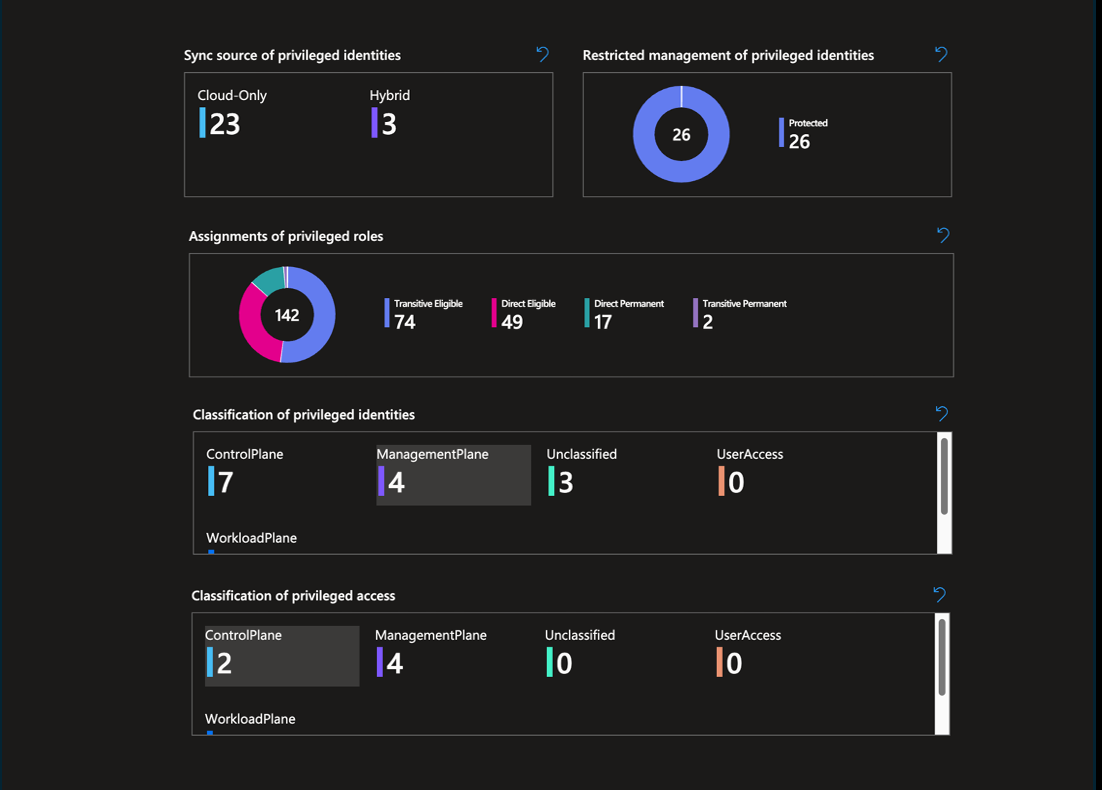 Sync source of privileged identities
Restricted management of privileged identities
Cloud-Only
23
Hybrid
3
26
Protected
26
Assignments of privileged roles
142
Transitive Eligible
74
Direct Eligible
49
Direct Permanent
17
Transitive Permanent
2
Classification of privileged identities
ControlPlane
7
ManagementPlane
4
Unclassified
3
UserAccess
0
WorkloadPlane
Classification of privileged access
ControlPlane
2
ManagementPlane
4
Unclassified
0
UserAccess
0
WorkloadPlane